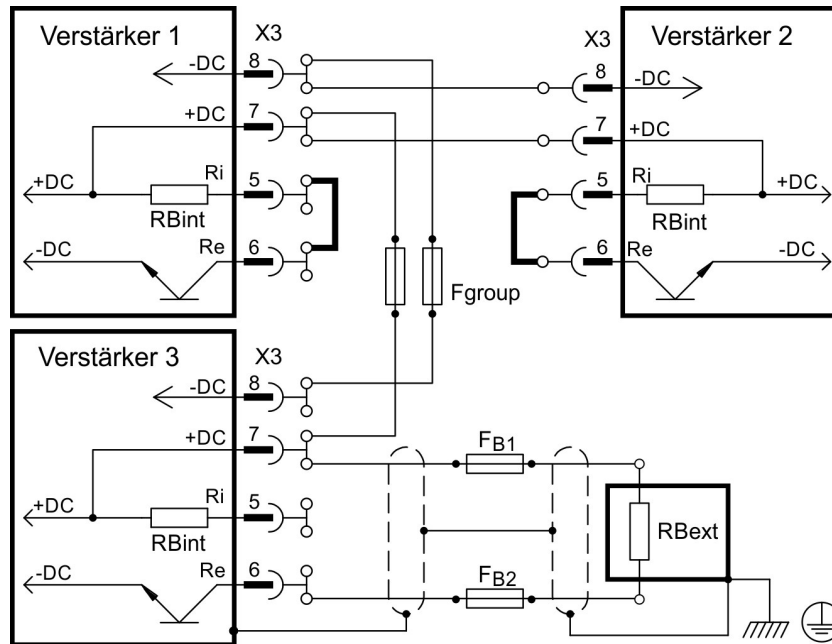 Verstärker 1
X3
-DC
8
+DC
7
+DC
Ri
5
RBint
-DC
Re
6
Fgroup
X3
Verstärker 2
8
-DC
7
+DC
5
Ri
+DC
RBint
6
Re
-DC
Verstärker 3
X3
-DC
8
+DC
7
+DC
Ri
5
RBint
-DC
Re
6
FB1
FB2
RBext